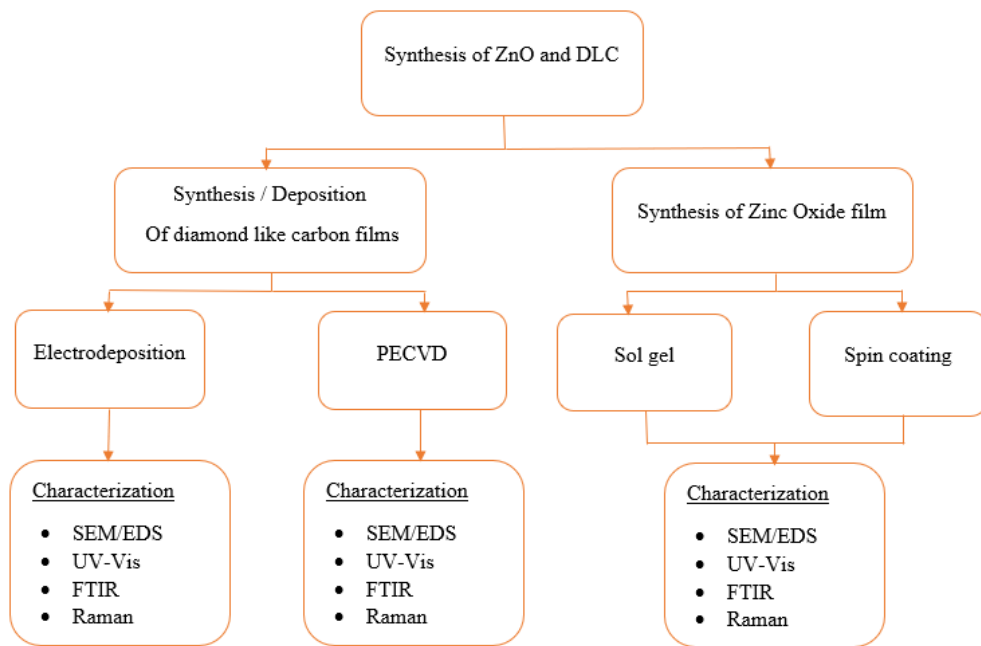 Synthesis of ZnO and DLC
Synthesis / Deposition
Of diamond like carbon films
Synthesis of Zinc Oxide film
Electrodeposition
PECVD
Sol gel
Spin coating
Characterization
• SEM/EDS
• UV-Vis
• FTIR
• Raman
Characterization
• SEM/EDS
• UV-Vis
• FTIR
• Raman
Characterization
• SEM/EDS
• UV-Vis
• FTIR
• Raman